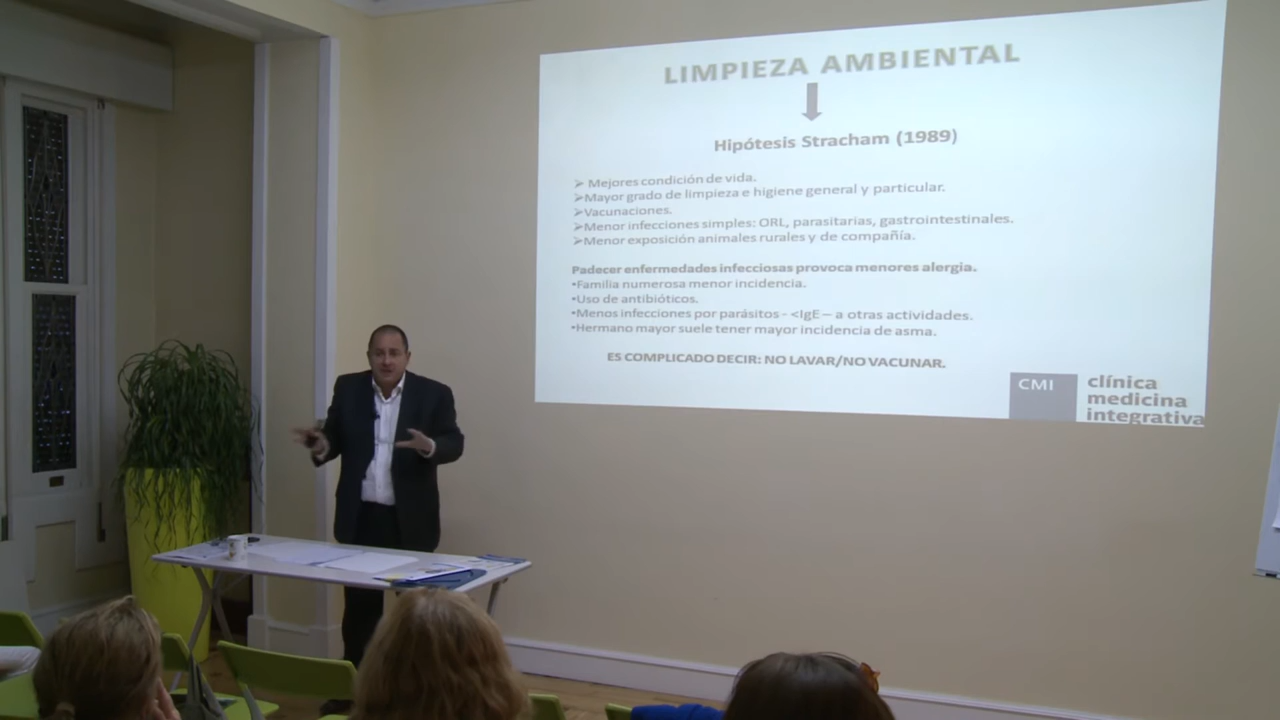 LIMPIEZA AMBIENTAL
Hipótesis Stracham (1989)
➢ Mejores condición de vida.
➢Mayor grado de limpieza e higiene general y particular.
➢Vacunaciones.
➢Menor infecciones simples: ORL, parasitarias, gastrointestinales.
➢Menor exposición animales rurales y de compañía.
Padecer enfermedades infecciosas provoca menores alergia.
•Familia numerosa menor incidencia.
•Uso de antibióticos.
•Menos infecciones por parásitos - <IgE – a otras actividades.
•Hermano mayor suele tener mayor incidencia de asma.
ES COMPLICADO DECIR: NO LAVAR/NO VACUNAR.
CMI
clínica
medicina
integrativa